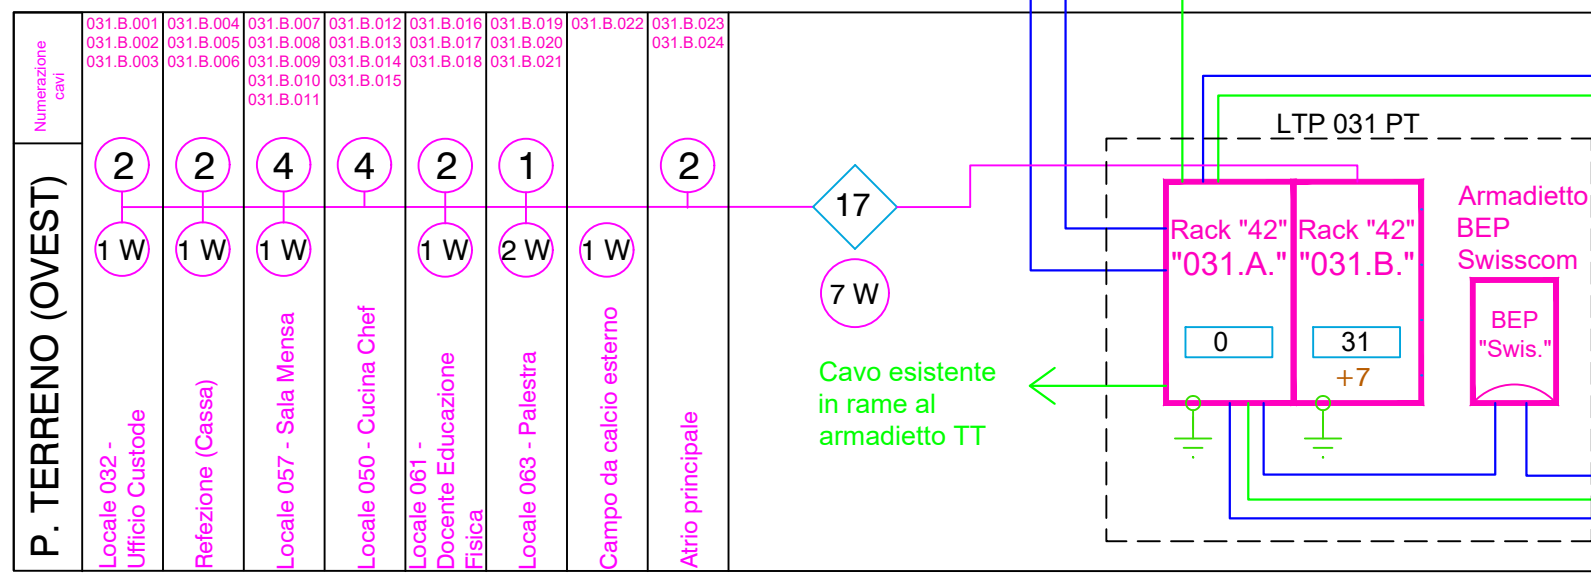 Numerazione
cavi
031.B.001
031.B.002
031.B.003
031.B.004
031.B.005
031.B.006
031.B.007
031.B.008
031.B.009
031.B.010
031.B.011
031.B.012
031.B.013
031.B.014
031.B.015
031.B.016
031.B.017
031.B.018
031.B.019
031.B.020
031.B.021
031.B.022
031.B.023
031.B.024
P. TERRENO (OVEST)
2
1 W
Locale 032 -
Ufficio Custode
2
1 W
Refezione (Cassa)
4
1 W
Locale 057 - Sala Mensa
4
Locale 050 - Cucina Chef
2
1 W
Locale 061 -
Docente Educazione
Fisica
1
2 W
Locale 063 - Palestra
1 W
Campo da calcio esterno
2
Atrio principale
17
7 W
Cavo esistente
in rame al
armadietto TT
LTP 031 PT
Rack "42"
"031.A."
0
Rack "42"
"031.B."
31
+7
Armadietto
BEP
Swisscom
BEP
"Swis."